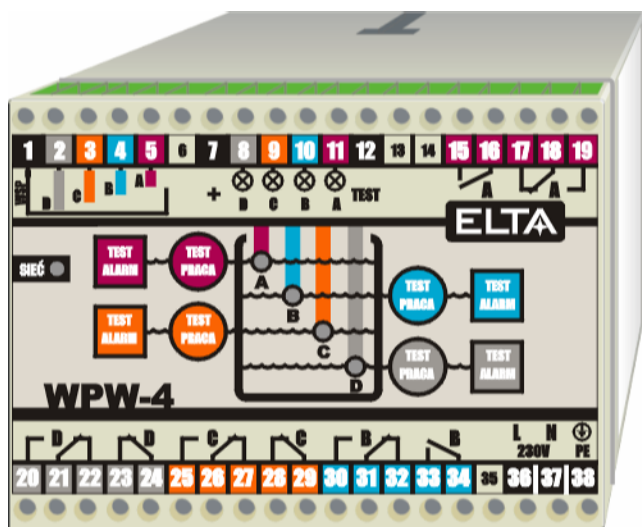 1 2 3 4 5 6 7 8 9 10 11 12 13 14 15 16 17 18 19
WSP D C B A + D C B A TEST A A
ELTA
SIEĆ
TEST ALARM
TEST PRACA
A
TEST PRACA
TEST ALARM
B
TEST ALARM
TEST PRACA
C
TEST PRACA
TEST ALARM
D
WPW-4
D D C C B B L N PE
230V
20 21 22 23 24 25 26 27 28 29 30 31 32 33 34 35 36 37 38